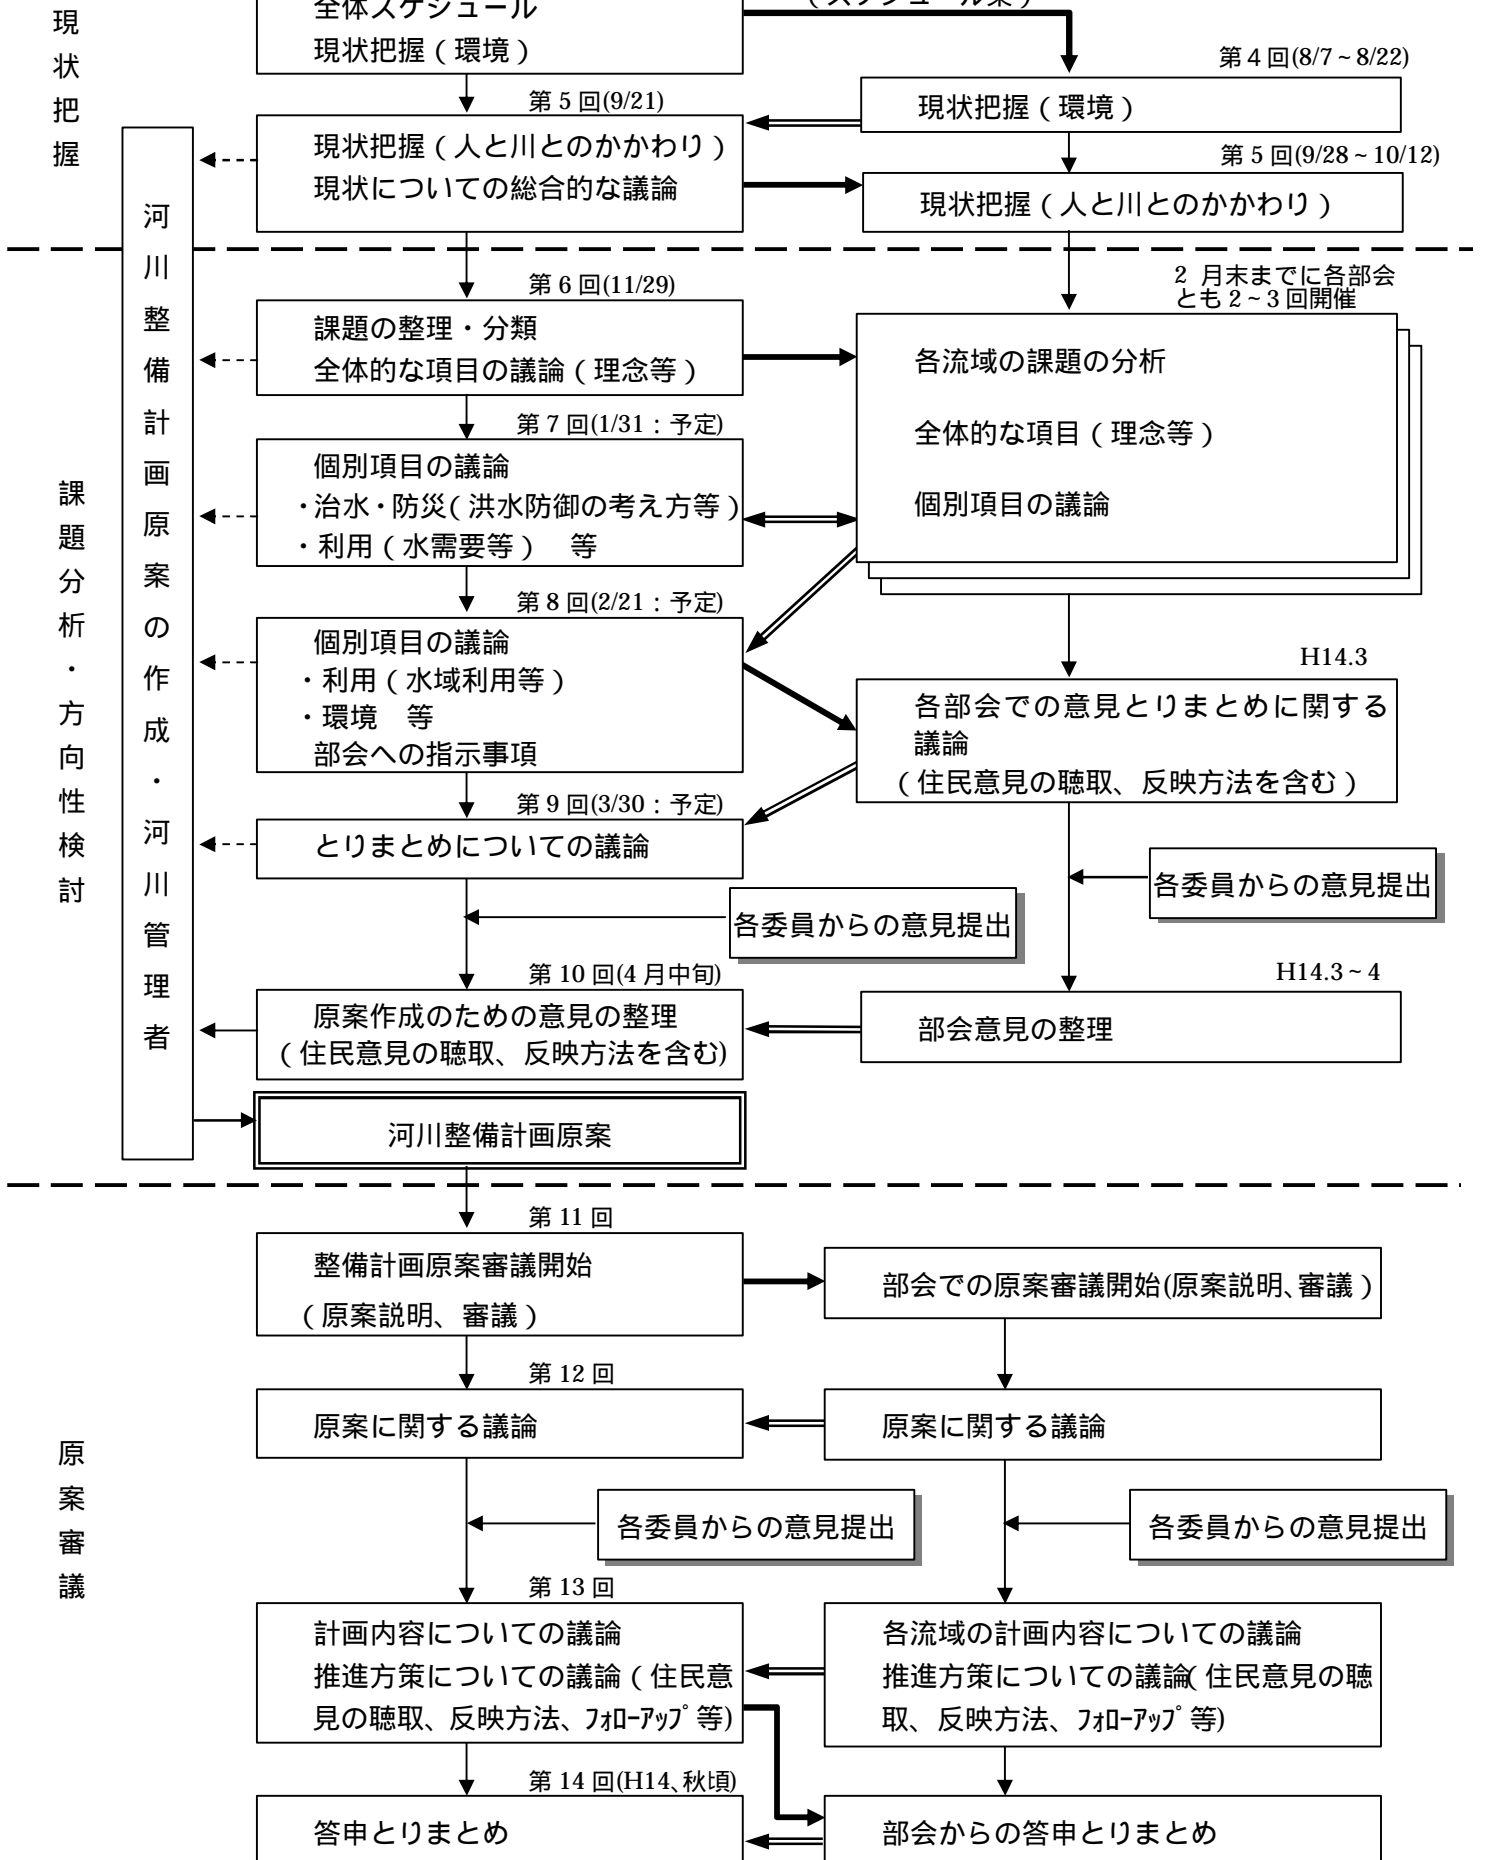 現状把握
全体スケジュール
現状把握（環境）
第４回(8/7～8/22)
現状把握（環境）
第５回(9/21)
現状把握（人と川とのかかわり）
現状についての総合的な議論
第５回(9/28～10/12)
現状把握（人と川とのかかわり）
河川整備計画原案の作成・河川管理者
課題分析・方向性検討
第６回(11/29)
課題の整理・分類
全体的な項目の議論（理念等）
２月末までに各部会
とも２～３回開催
各流域の課題の分析
全体的な項目（理念等）
個別項目の議論
第７回(1/31：予定)
個別項目の議論
・治水・防災（洪水防御の考え方等）
・利用（水需要等）　等
第８回(2/21：予定)
個別項目の議論
・利用（水域利用等）
・環境　等
部会への指示事項
H14.3
各部会での意見とりまとめに関する
議論
（住民意見の聴取、反映方法を含む）
第９回(3/30：予定)
とりまとめについての議論
各委員からの意見提出
各委員からの意見提出
第10回(4月中旬)
原案作成のための意見の整理
（住民意見の聴取、反映方法を含む)
H14.3～4
部会意見の整理
河川整備計画原案
原案審議
第11回
整備計画原案審議開始
（原案説明、審議）
部会での原案審議開始(原案説明、審議）
第12回
原案に関する議論
原案に関する議論
各委員からの意見提出
各委員からの意見提出
第13回
計画内容についての議論
推進方策についての議論（住民意
見の聴取、反映方法、ﾌｫﾛｰｱｯﾌﾟ等)
各流域の計画内容についての議論
推進方策についての議論（住民意見の聴
取、反映方法、ﾌｫﾛｰｱｯﾌﾟ等)
第14回(H14、秋頃)
答申とりまとめ
部会からの答申とりまとめ